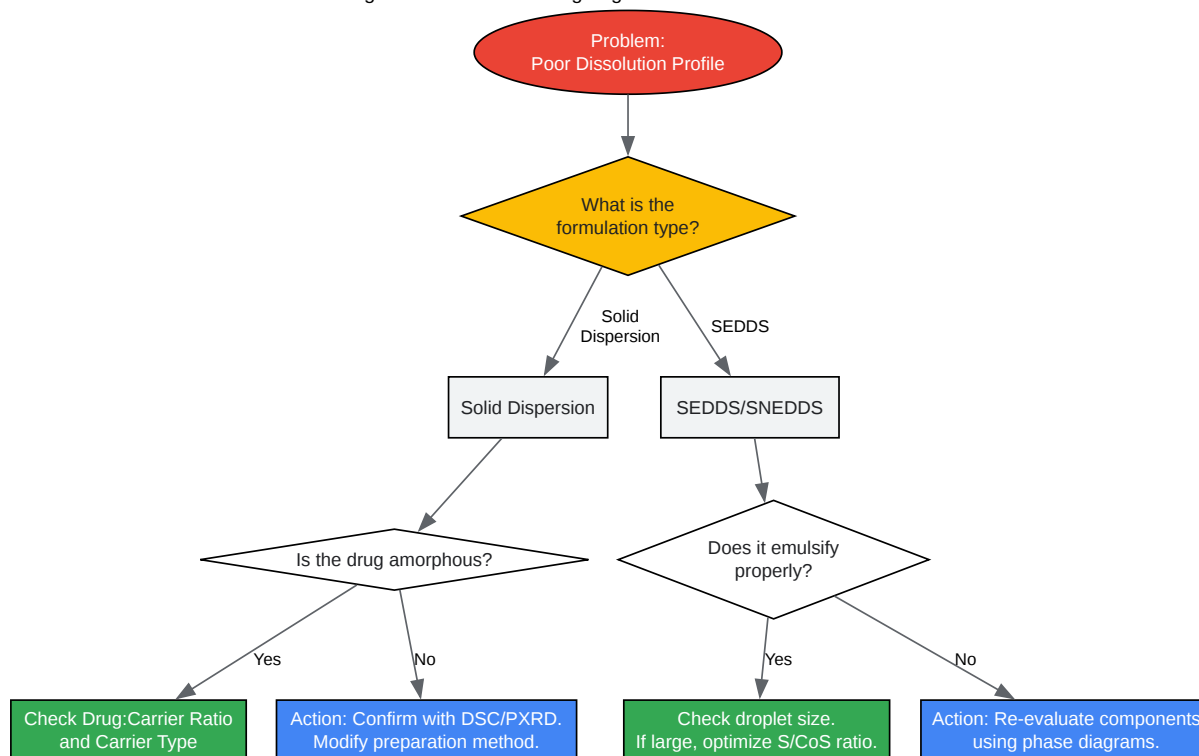 Problem:
Poor Dissolution Profile
What is the
formulation type?
Solid
Dispersion
SEDDS
Solid Dispersion
SEDDS/SNEDDS
Is the drug amorphous?
Does it emulsify
properly?
Yes
No
Yes
No
Check Drug:Carrier Ratio
and Carrier Type
Action: Confirm with DSC/PXRD.
Modify preparation method.
Check droplet size.
If large, optimize S/CoS ratio.
Action: Re-evaluate components
using phase diagrams.